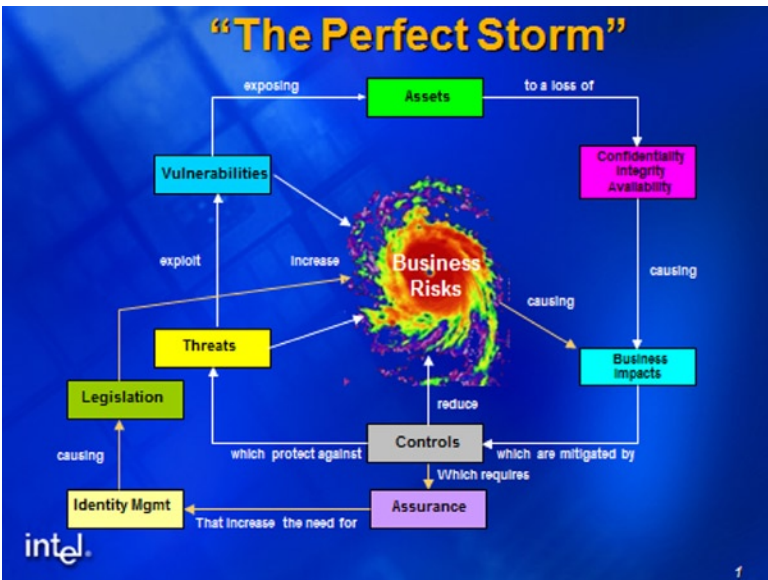 “The Perfect Storm”
exposing
Assets
to a loss of
Vulnerabilities
Confidentiality
Integrity
Availability
exploit
Increase
Business
Risks
causing
causing
Threats
Business
Impacts
Legislation
reduce
causing
which protect against
Controls
which are mitigated by
Which requires
Identity Mgmt
That increase the need for
Assurance
intel.
1